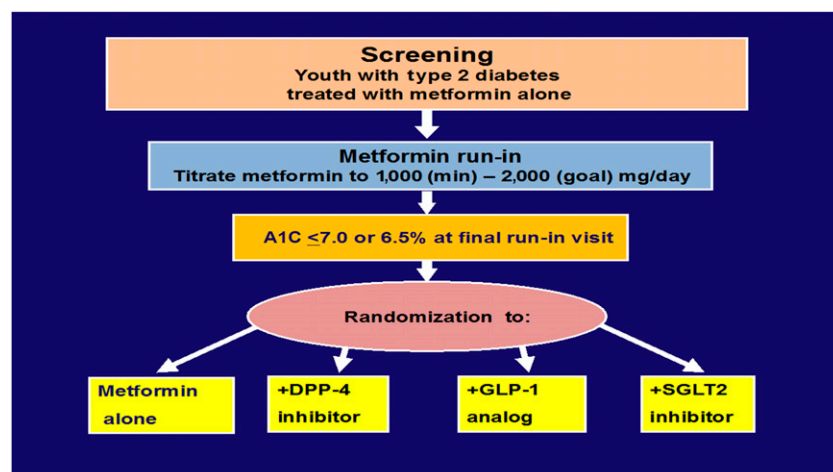 Screening
Youth with type 2 diabetes
treated with metformin alone
Metformin run-in
Titrate metformin to 1,000 (min) – 2,000 (goal) mg/day
A1C ≤7.0 or 6.5% at final run-in visit
Randomization to:
Metformin
alone
+DPP-4
inhibitor
+GLP-1
analog
+SGLT2
inhibitor